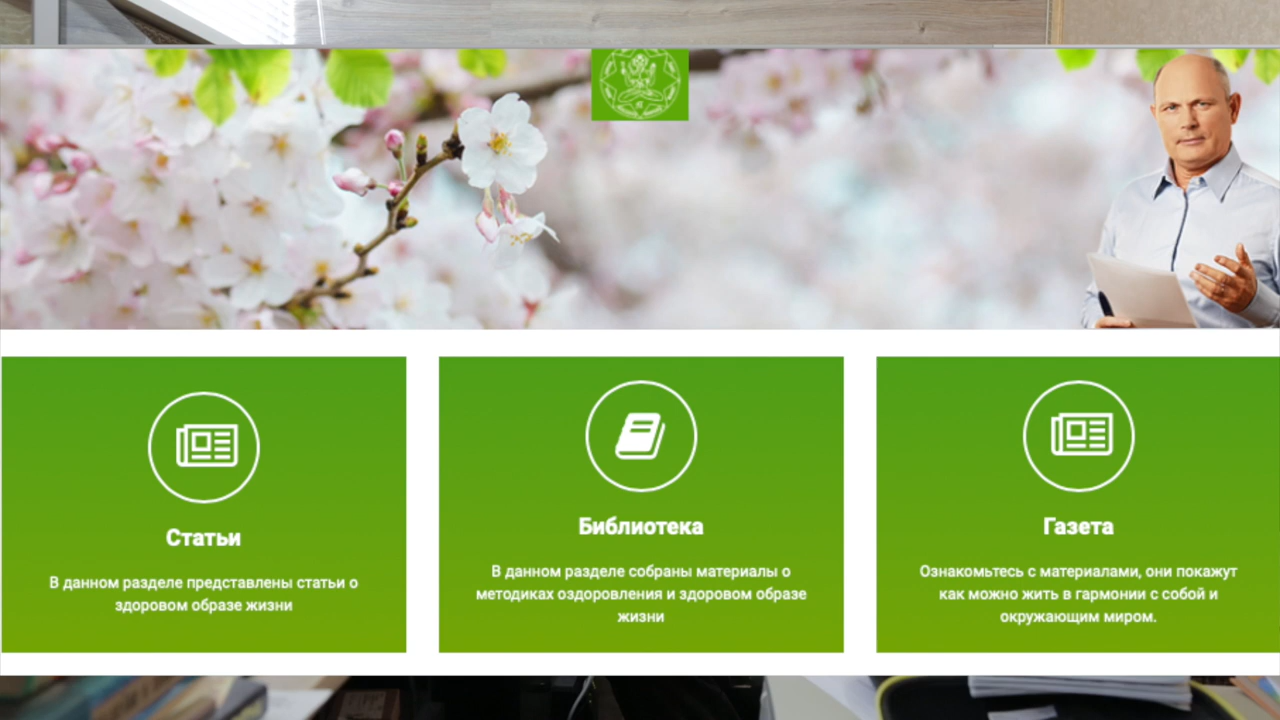 Статьи
В данном разделе представлены статьи о
здоровом образе жизни
Библиотека
В данном разделе собраны материалы о
методиках оздоровления и здоровом образе
жизни
Газета
Ознакомьтесь с материалами, они покажут
как можно жить в гармонии с собой и
окружающим миром.